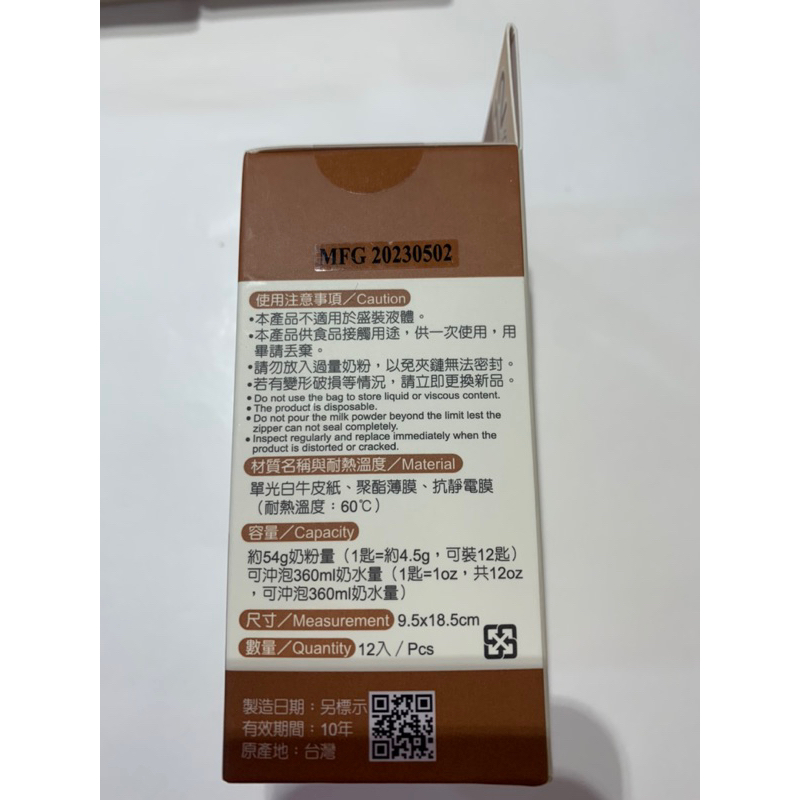 MFG 20230502
使用注意事項／Caution
•本產品不適用於盛裝液體。
•本產品供食品接觸用途，供一次使用，用
畢請丟棄。
•請勿放入過量奶粉，以免夾鏈無法密封。
•若有變形破損等情況，請立即更換新品。
• Do not use the bag to store liquid or viscous content.
• The product is disposable.
• Do not pour the milk powder beyond the limit lest the
zipper can not seal completely.
• Inspect regularly and replace immediately when the
product is distorted or cracked.
材質名稱與耐熱溫度／Material
單光白牛皮紙、聚酯薄膜、抗靜電膜
（耐熱溫度：60℃）
容量／Capacity
約54g奶粉量（1匙=約4.5g，可裝12匙）
可沖泡360ml奶水量（1匙=1oz，共12oz
，可沖泡360ml奶水量）
尺寸／Measurement 9.5x18.5cm
數量／Quantity 12入 / Pcs
製造日期：另標示
有效期間：10年
原產地：台灣